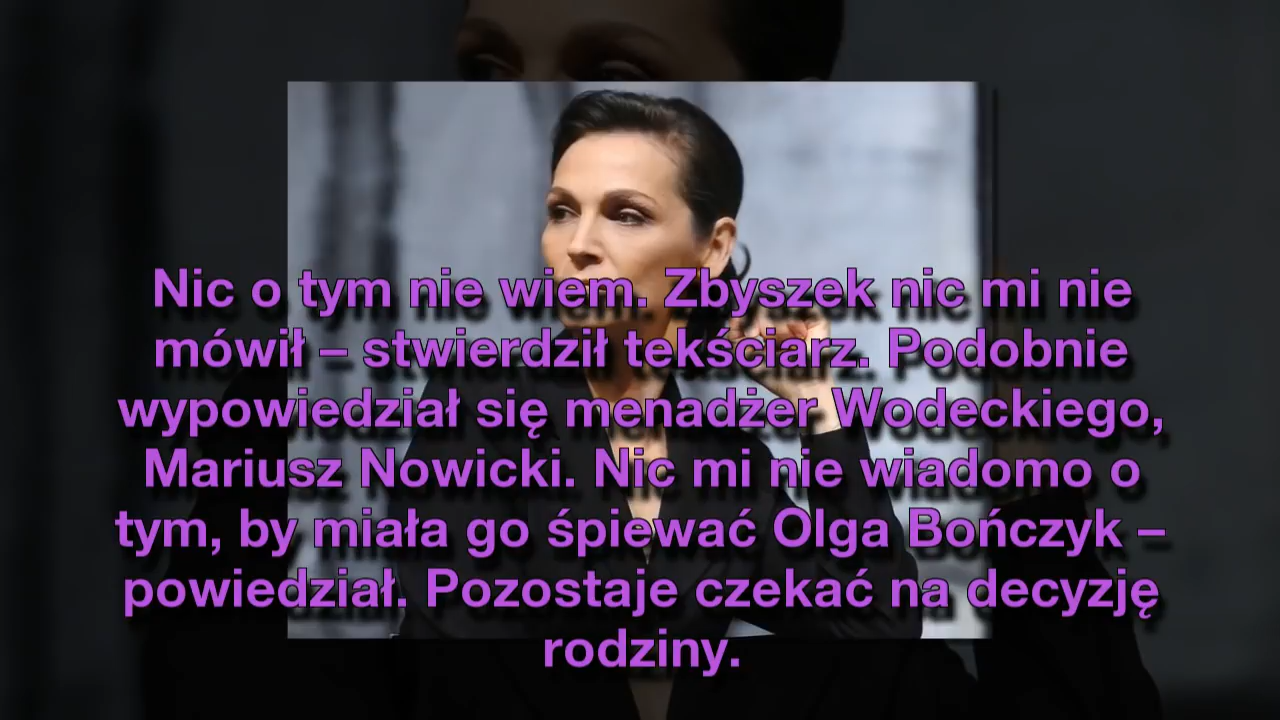 Nic o tym nie wiem. Zbyszek nic mi nie
mówił – stwierdził tekściarz. Podobnie
wypowiedział się menadżer Wodeckiego,
Mariusz Nowicki. Nic mi nie wiadomo o
tym, by miała go śpiewać Olga Bończyk –
powiedział. Pozostaje czekać na decyzję
rodziny.